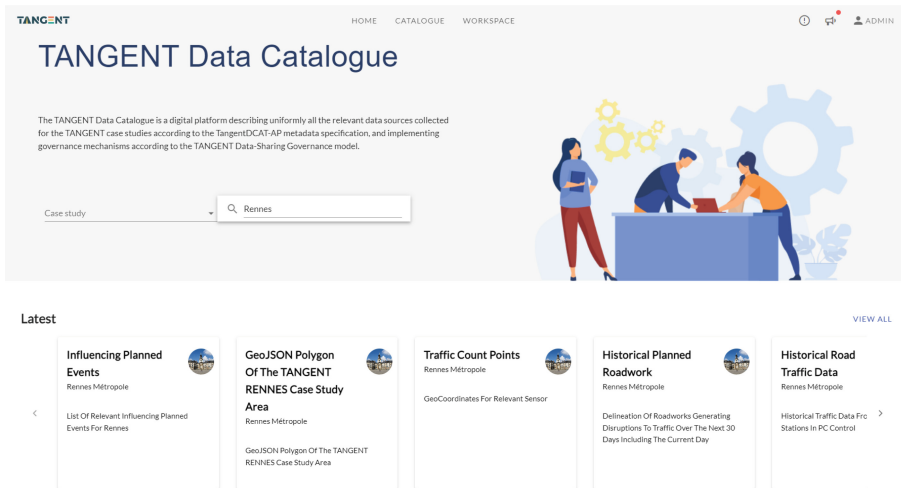 TANGENT
HOME CATALOGUE WORKSPACE
ADMIN
TANGENT Data Catalogue
The TANGENT Data Catalogue is a digital platform describing uniformly all the relevant data sources collected
for the TANGENT case studies according to the TangentDCAT-AP metadata specification, and implementing
governance mechanisms according to the TANGENT Data-Sharing Governance model.
Case study
Rennes
Latest
VIEW ALL
Influencing Planned
Events
Rennes Métropole
List Of Relevant Influencing Planned
Events For Rennes
GeoJSON Polygon
Of The TANGENT
RENNES Case Study
Area
Rennes Métropole
GeoJSON Polygon Of The TANGENT
RENNES Case Study Area
Traffic Count Points
Rennes Métropole
GeoCoordinates For Relevant Sensor
Historical Planned
Roadwork
Rennes Métropole
Delineation Of Roadworks Generating
Disruptions To Traffic Over The Next 30
Days Including The Current Day
Historical Road
Traffic Data
Rennes Métropole
Historical Traffic Data Frc
Stations In PC Control